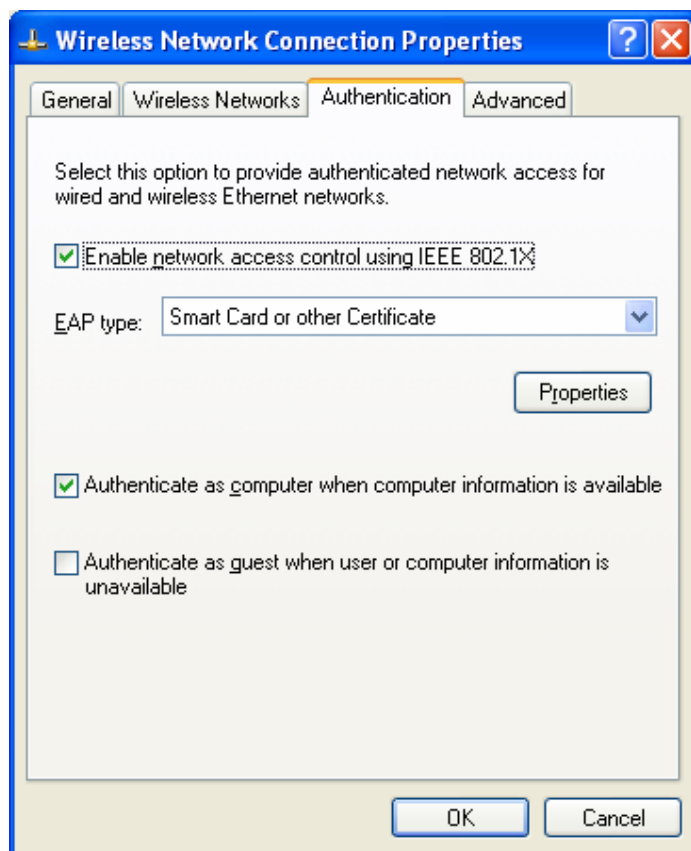 Wireless Network Connection Properties
General Wireless Networks Authentication Advanced
Select this option to provide authenticated network access for
wired and wireless Ethernet networks.
Enable network access control using IEEE 802.1X
EAP type: Smart Card or other Certificate
Properties
Authenticate as computer when computer information is available
Authenticate as guest when user or computer information is
unavailable
OK Cancel